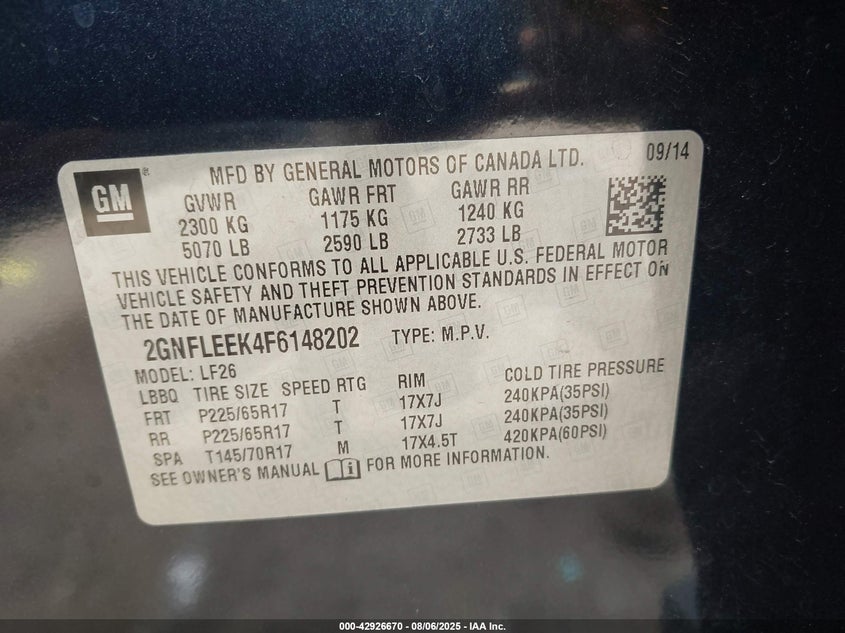 GM
MFD BY GENERAL MOTORS OF CANADA LTD. 09/14
GVWR GAWR FRT GAWR RR
2300 KG 1175 KG 1240 KG
5070 LB 2590 LB 2733 LB
THIS VEHICLE CONFORMS TO ALL APPLICABLE U.S. FEDERAL MOTOR
VEHICLE SAFETY AND THEFT PREVENTION STANDARDS IN EFFECT ON
THE DATE OF MANUFACTURE SHOWN ABOVE.
2GNFLEEK4F6148202 TYPE: M.P.V.
MODEL: LF26
LBBQ TIRE SIZE SPEED RTG RIM COLD TIRE PRESSURE
FRT P225/65R17 T 17X7J 240KPA(35PSI)
RR P225/65R17 T 17X7J 240KPA(35PSI)
SPA T145/70R17 M 17X4.5T 420KPA(60PSI)
SEE OWNER'S MANUAL FOR MORE INFORMATION.
000-42926670 - 08/06/2025 - IAA Inc.